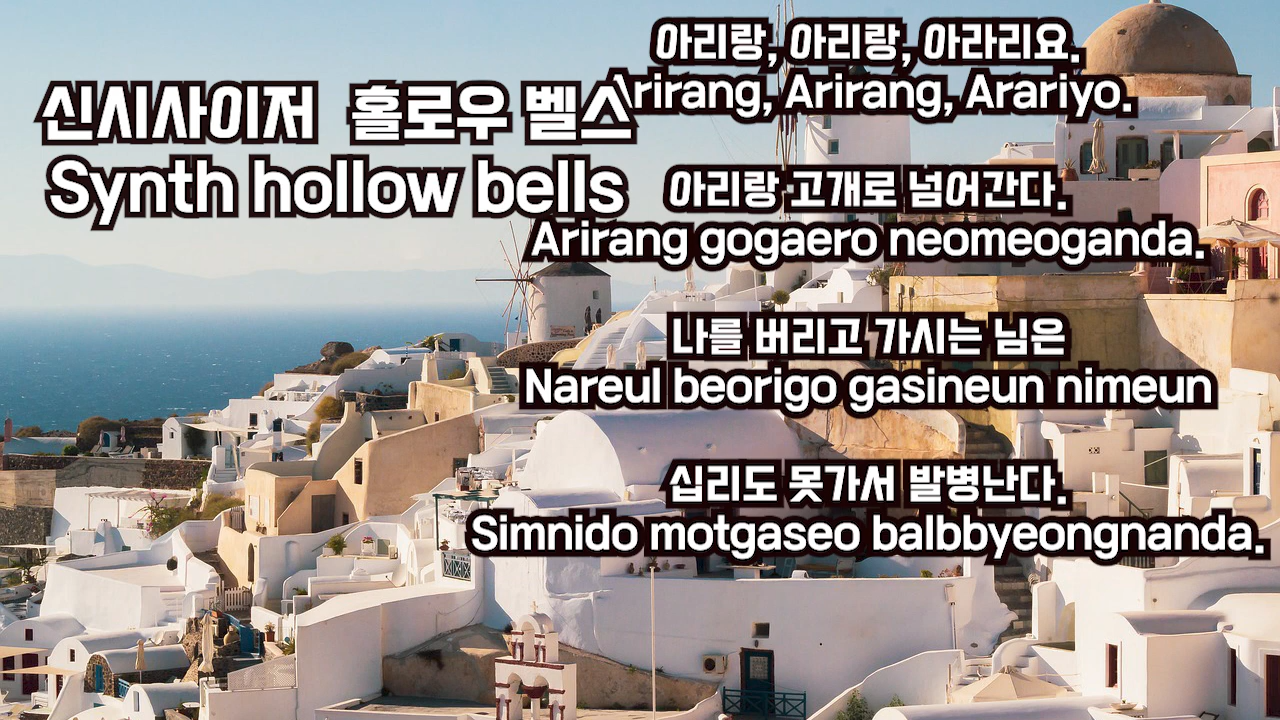 신시사이저 홀로우 벨스
Synth hollow bells
아리랑, 아리랑, 아라리요.
Arirang, Arirang, Arariyo.
아리랑 고개로 넘어간다.
Arirang gogaero neomeoganda.
나를 버리고 가시는 님은
Nareul beorigo gasineun nimeun
십리도 못가서 발병난다.
Simnido motgaseo balbbyeongnanda.